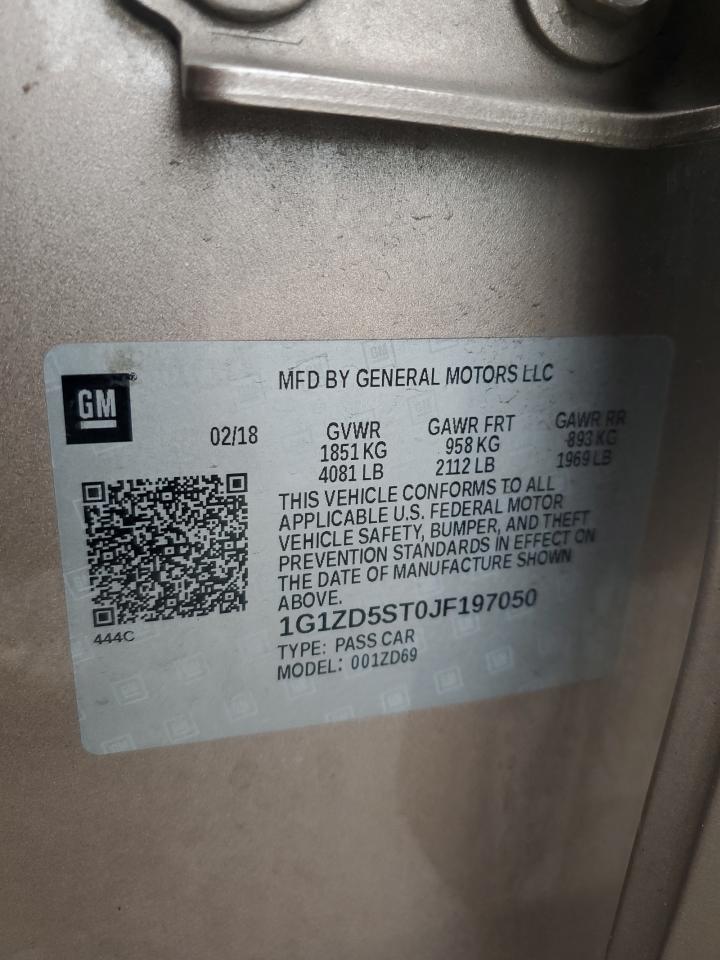 GM
MFD BY GENERAL MOTORS LLC
02/18
GVWR GAWR FRT GAWR RR
1851 KG 958 KG 893 KG
4081 LB 2112 LB 1969 LB
THIS VEHICLE CONFORMS TO ALL
APPLICABLE U.S. FEDERAL MOTOR
VEHICLE SAFETY, BUMPER, AND THEFT
PREVENTION STANDARDS IN EFFECT ON
THE DATE OF MANUFACTURE SHOWN
ABOVE.
1G1ZD5ST0JF197050
TYPE: PASS CAR
MODEL: 001ZD69
444C